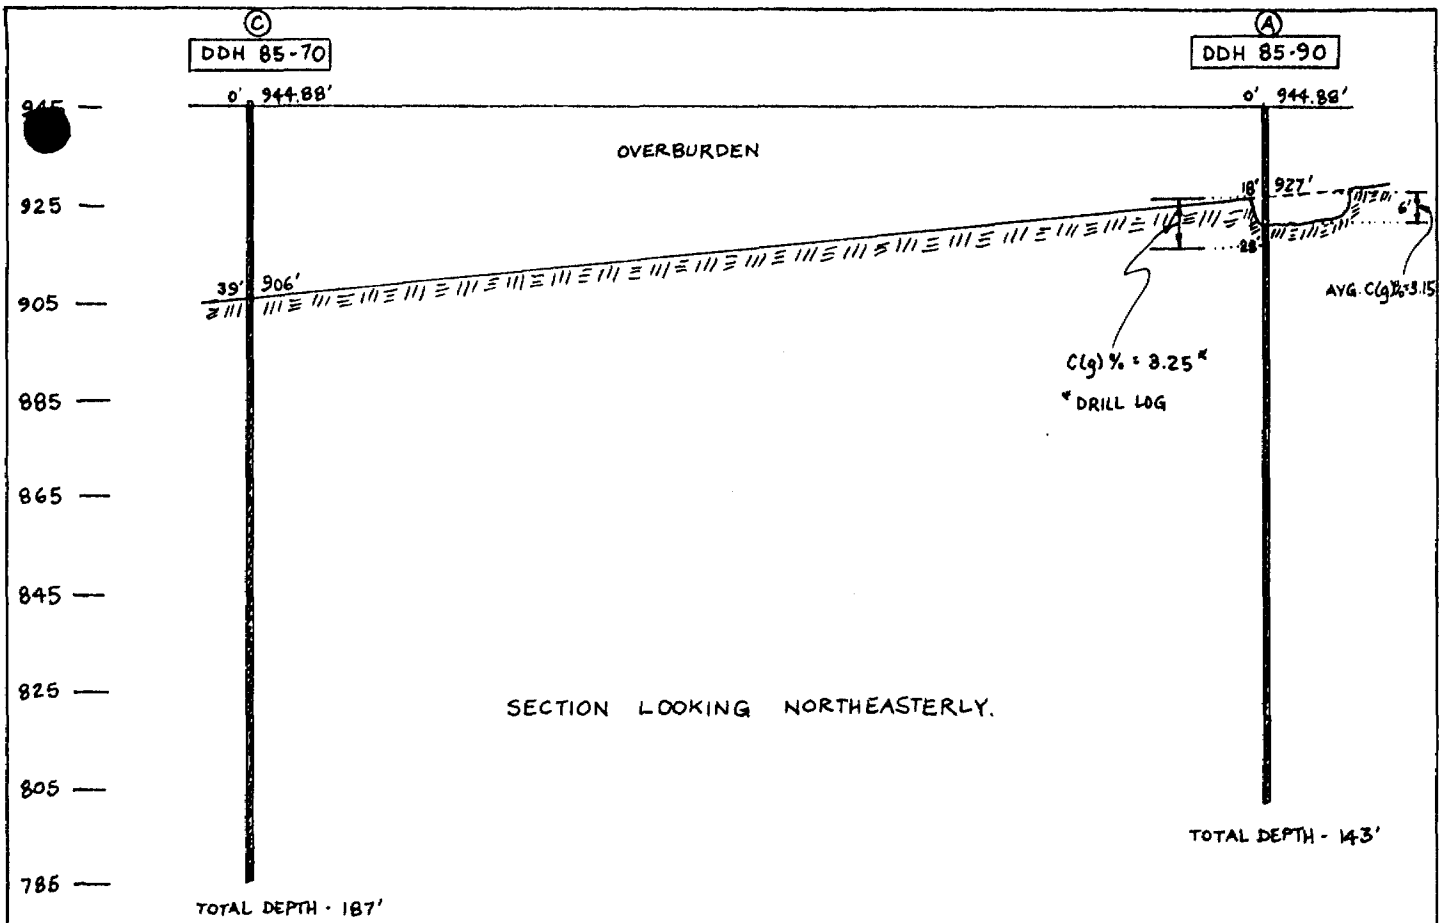 Ⓒ
DDH 85-70
Ⓐ
DDH 85-90
0' 944.88'
0' 944.88'
945
OVERBURDEN
18' 927'
925
6'
28'
39' 906'
905
AVG. C(g)%=3.15
C(g) % = 3.25 *
* DRILL LOG
885
865
845
825
SECTION LOOKING NORTHEASTERLY.
805
TOTAL DEPTH - 143'
785
TOTAL DEPTH - 187'